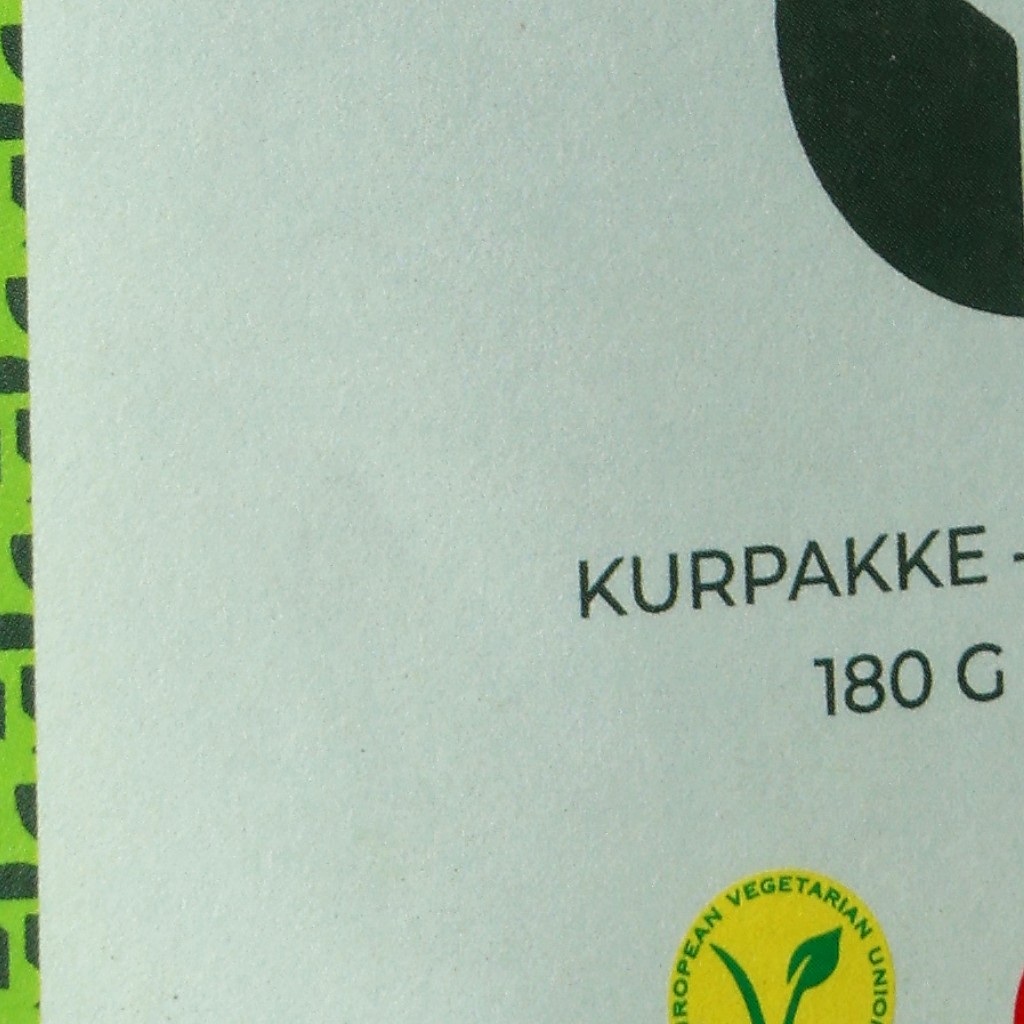 KURPAKKE -
180 G
EUROPEAN VEGETARIAN UNION